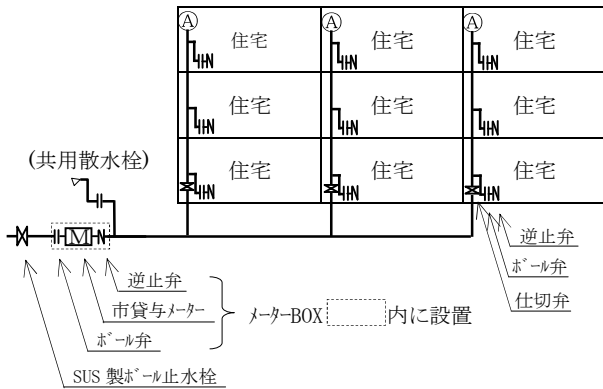 Ⓐ Ⓐ Ⓐ
住宅 住宅 住宅
住宅 住宅 住宅
(共用散水栓)
住宅 住宅 住宅
M
逆止弁
ﾎﾞｰﾙ弁
仕切弁
逆止弁
市貸与ﾒｰﾀｰ
ﾎﾞｰﾙ弁
ﾒｰﾀｰBOX 内に設置
SUS 製ﾎﾞｰﾙ止水栓